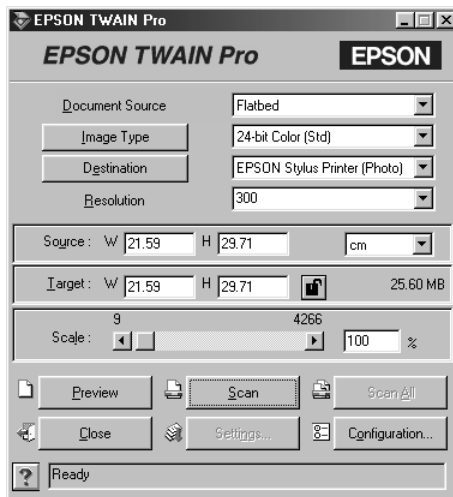 EPSON TWAIN Pro
EPSON TWAIN Pro EPSON
Document Source Flatbed
Image Type 24-bit Color (Std)
Destination EPSON Stylus Printer (Photo)
Resolution 300
Source : W 21.59 H 29.71 cm
Target : W 21.59 H 29.71 25.60 MB
9 4266
Scale : 100 %
Preview Scan Scan All
Close Settings... Configuration...
? Ready